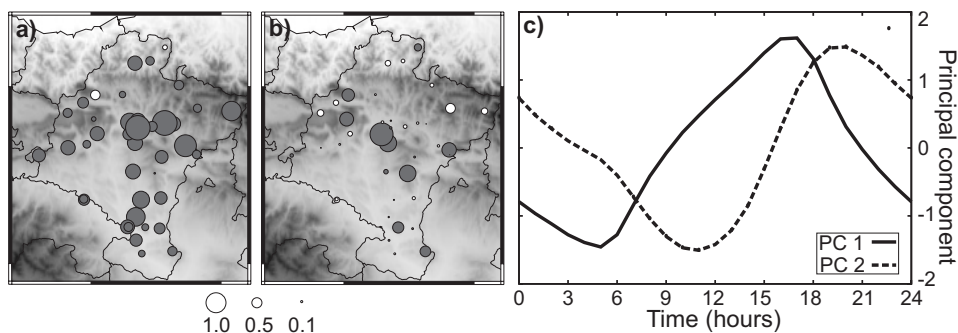 a)
b)
c)
2
1
0
-1
-2
Principal component
PC 1
PC 2
0 3 6 9 12 15 18 21 24
Time (hours)
1.0 0.5 0.1